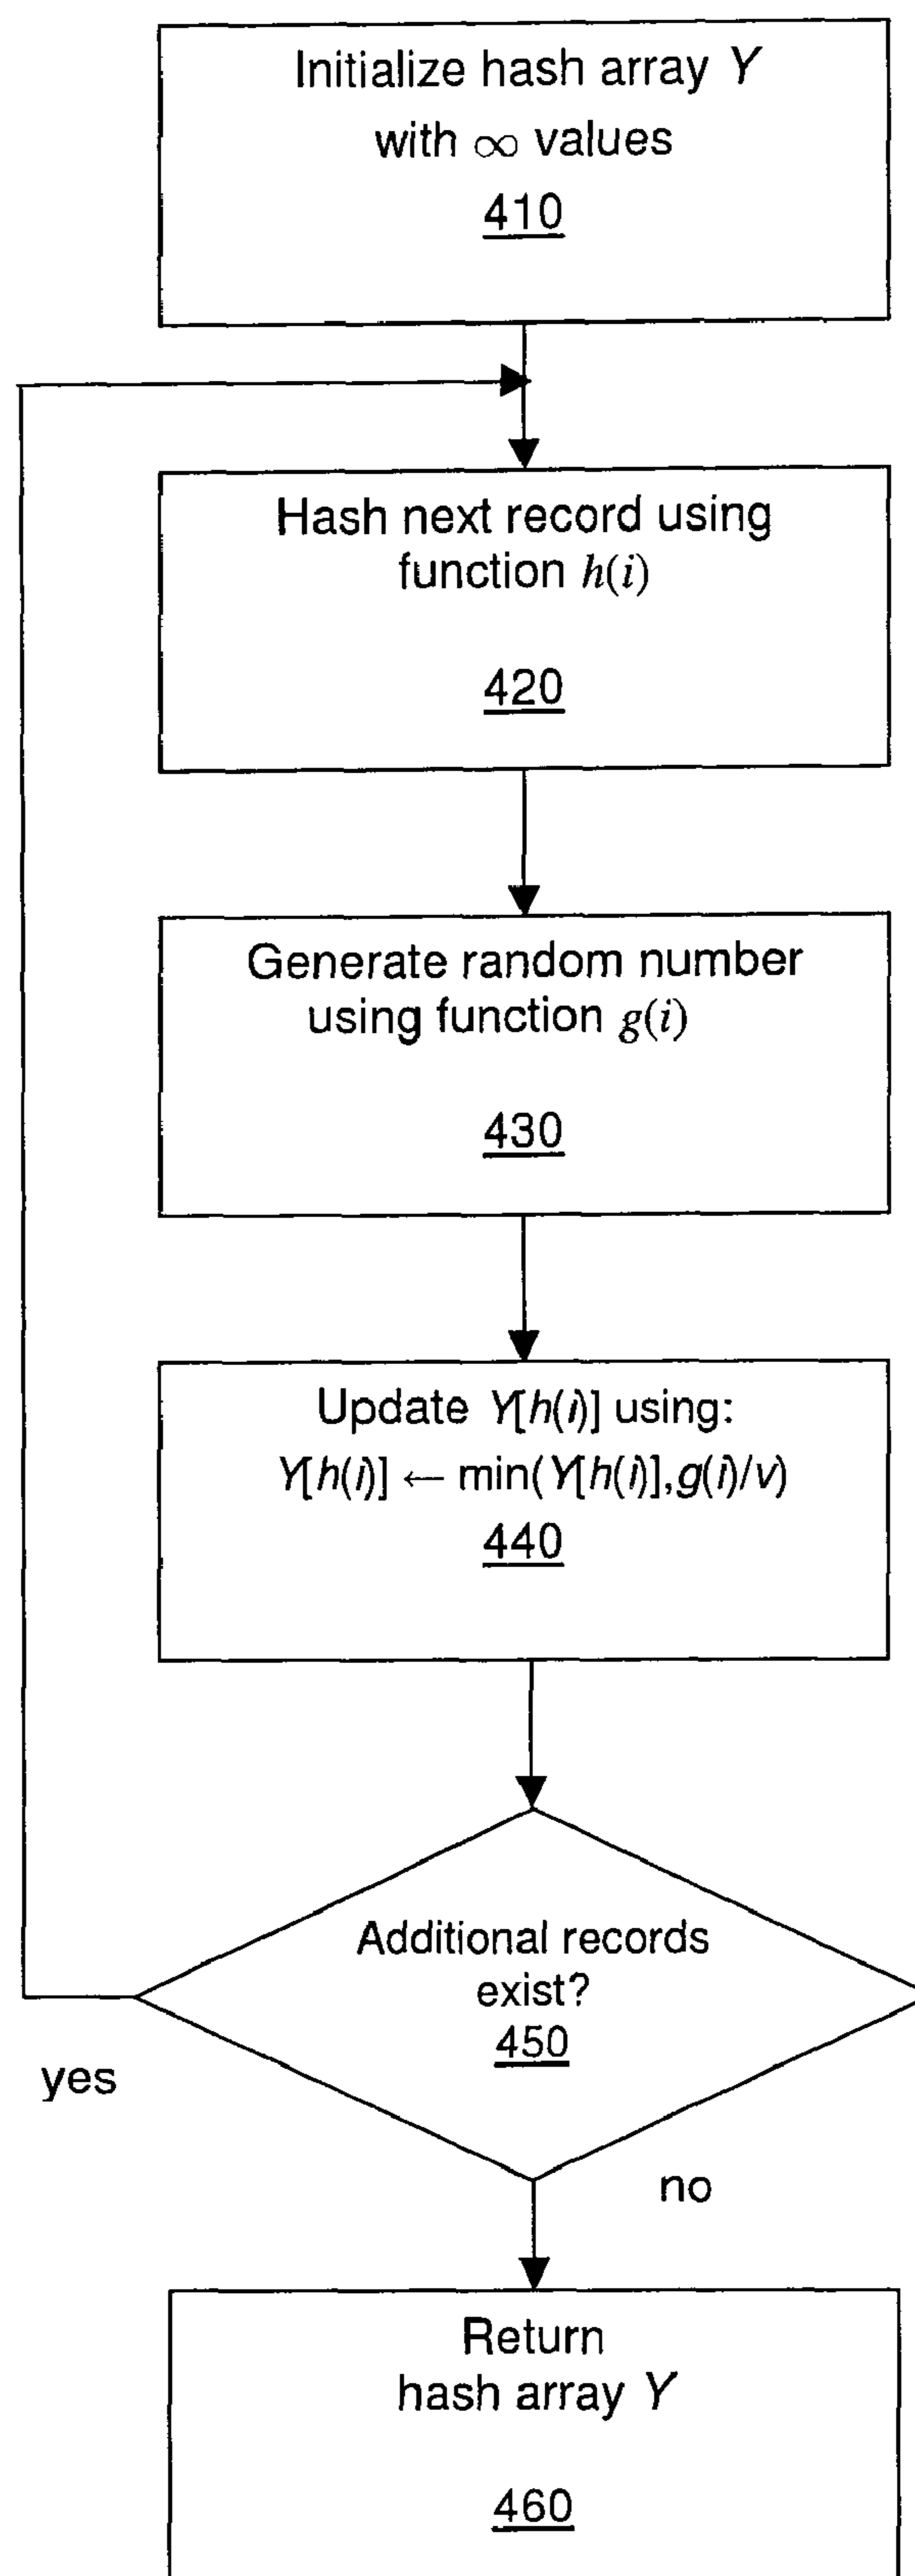 Initialize hash array Y
with ∞ values
410
Hash next record using
function h(i)
420
Generate random number
using function g(i)
430
Update Y[h(i)] using:
Y[h(i)] ← min(Y[h(i)],g(i)/v)
440
Additional records
exist?
450
yes
no
Return
hash array Y
460